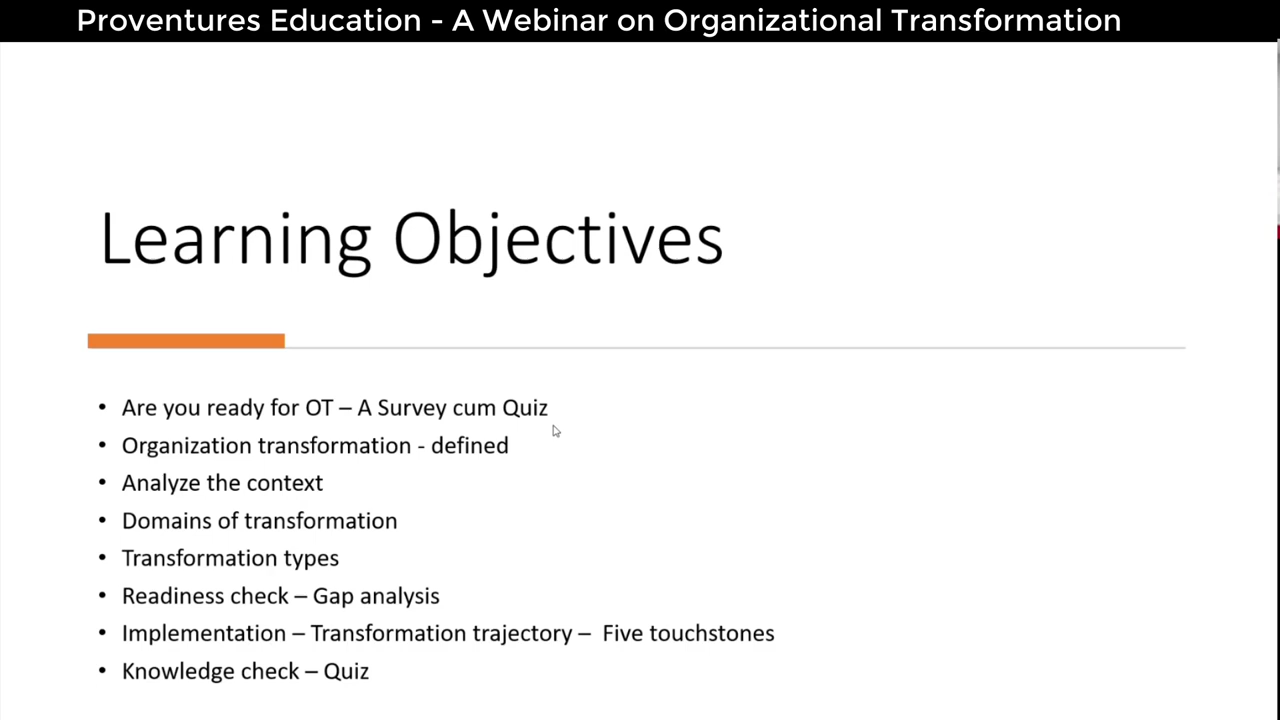 Proventures Education - A Webinar on Organizational Transformation
Learning Objectives
• Are you ready for OT – A Survey cum Quiz
• Organization transformation - defined
• Analyze the context
• Domains of transformation
• Transformation types
• Readiness check – Gap analysis
• Implementation – Transformation trajectory – Five touchstones
• Knowledge check – Quiz